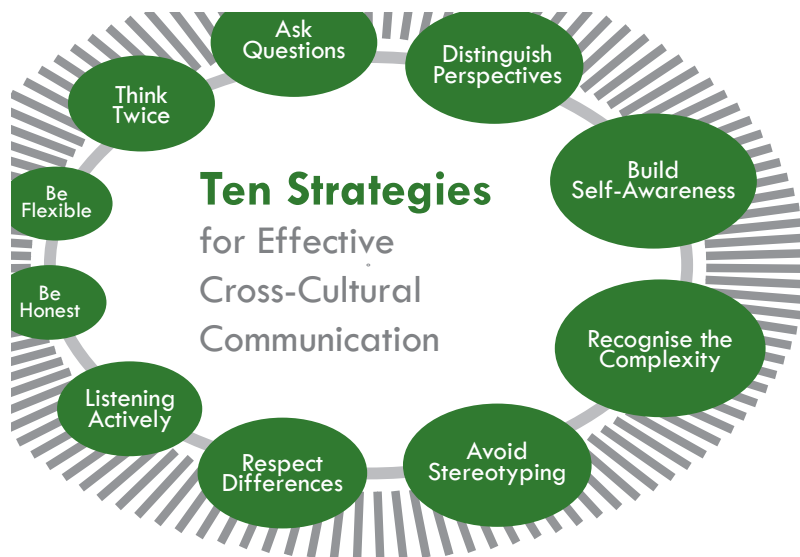 Ask
Questions
Distinguish
Perspectives
Think
Twice
Build
Self-Awareness
Be
Flexible
Ten Strategies
for Effective
Cross-Cultural
Communication
Be
Honest
Recognise the
Complexity
Listening
Actively
Respect
Differences
Avoid
Stereotyping